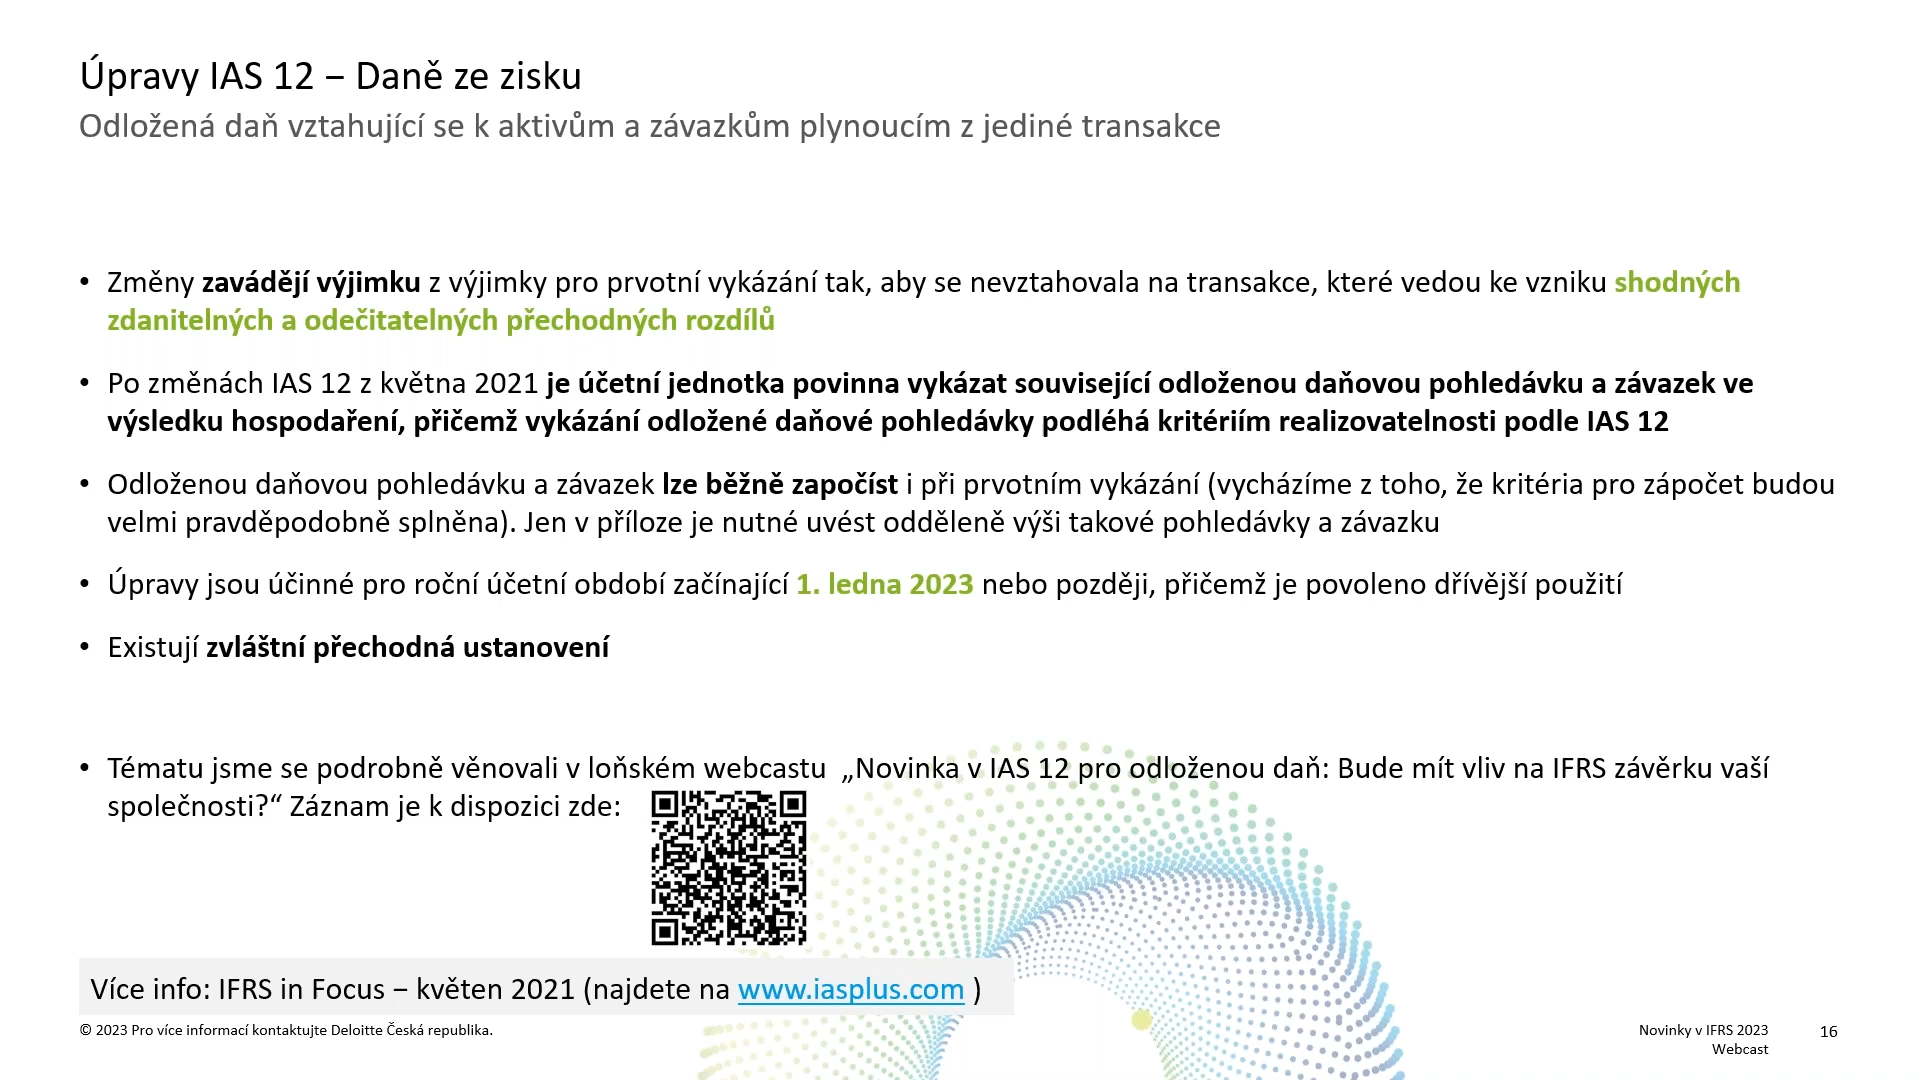 Úpravy IAS 12 – Daně ze zisku
Odložená daň vztahující se k aktivům a závazkům plynoucím z jediné transakce
• Změny zavádějí výjimku z výjimky pro prvotní vykázání tak, aby se nevztahovala na transakce, které vedou ke vzniku shodných
zdanitelných a odečitatelných přechodných rozdílů
• Po změnách IAS 12 z května 2021 je účetní jednotka povinna vykázat související odloženou daňovou pohledávku a závazek ve
výsledku hospodaření, přičemž vykázání odložené daňové pohledávky podléhá kritériím realizovatelnosti podle IAS 12
• Odloženou daňovou pohledávku a závazek lze běžně započíst i při prvotním vykázání (vycházíme z toho, že kritéria pro zápočet budou
velmi pravděpodobně splněna). Jen v příloze je nutné uvést odděleně výši takové pohledávky a závazku
• Úpravy jsou účinné pro roční účetní období začínající 1. ledna 2023 nebo později, přičemž je povoleno dřívější použití
• Existují zvláštní přechodná ustanovení
• Tématu jsme se podrobně věnovali v loňském webcastu „Novinka v IAS 12 pro odloženou daň: Bude mít vliv na IFRS závěrku vaší
společnosti?“ Záznam je k dispozici zde:
Více info: IFRS in Focus – květen 2021 (najdete na www.iasplus.com )
© 2023 Pro více informací kontaktujte Deloitte Česká republika.
Novinky v IFRS 2023
Webcast
16